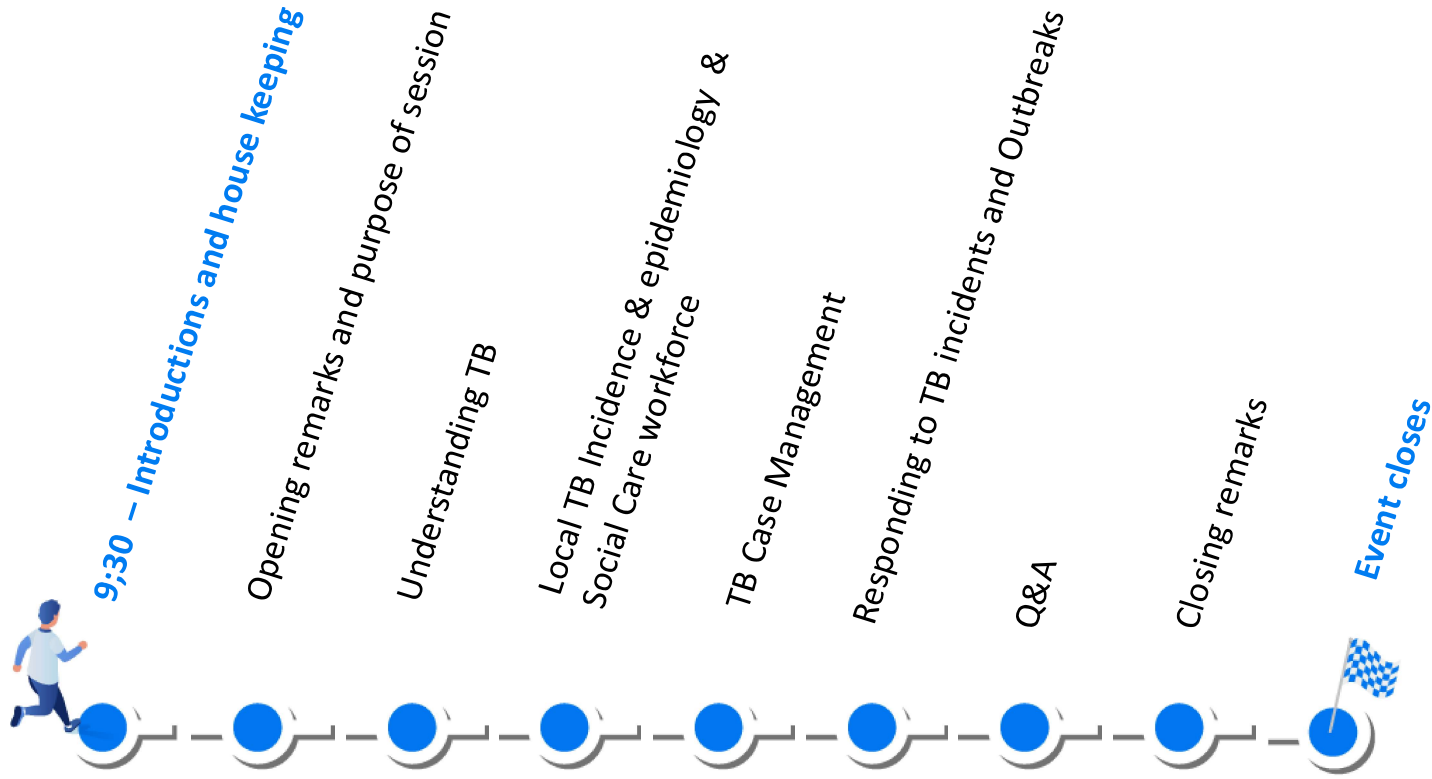 9;30 – Introductions and house keeping
Opening remarks and purpose of session
Understanding TB
Local TB Incidence & epidemiology &
Social Care workforce
TB Case Management
Responding to TB incidents and Outbreaks
Q&A
Closing remarks
Event closes